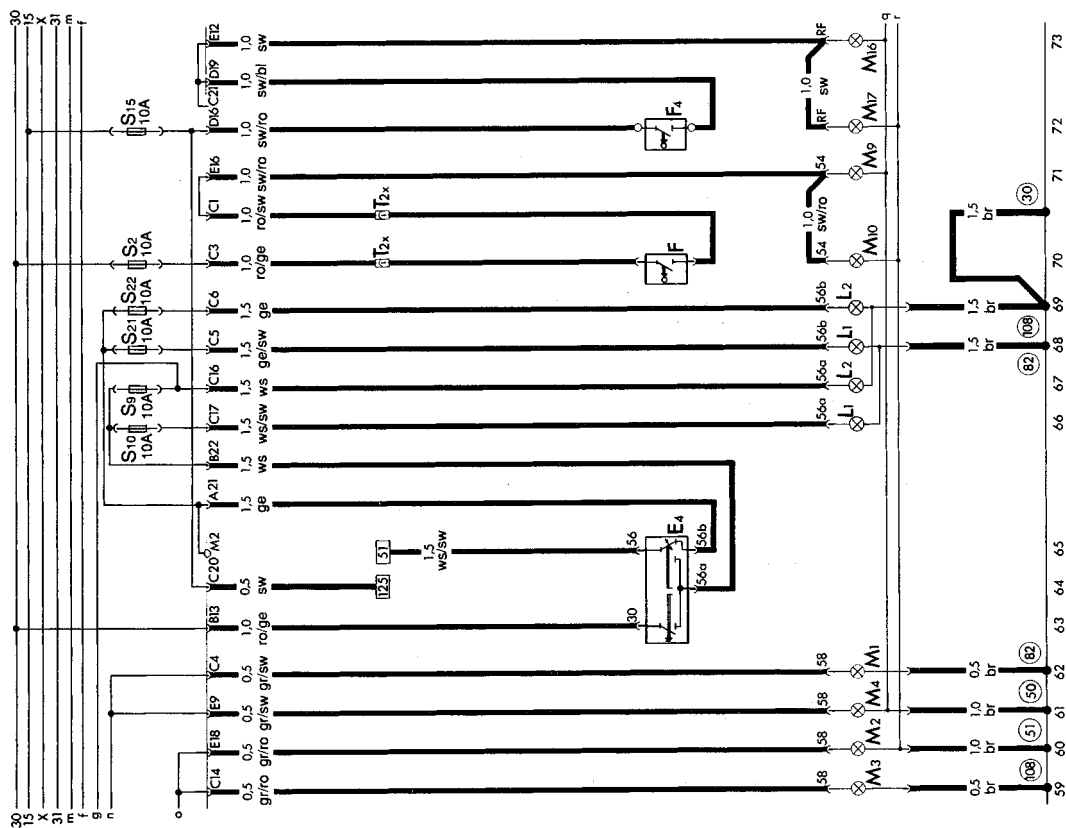 30
15
X
31
m
f
E12
1,0
sw
D19
1,0
sw/bl
C21
S15
10A
D16
1,0
sw/ro
F4
RF
M16
1,0
sw
RF
M17
q
r
73
72
E16
1,0
sw/ro
C1
1,0
ro/sw
T2x
54
M9
1,0
sw/ro
71
S2
10A
C3
1,0
ro/ge
T2x
F
54
M10
1,5
br
30
70
S22
10A
C6
1,5
ge
56b
L2
1,5
br
69
S21
10A
C5
1,5
ge/sw
56b
L1
1,5
br
108
82
68
S9
10A
C16
1,5
ws
56a
L2
67
S10
10A
C17
1,5
ws/sw
56a
L1
66
B22
1,5
ws
A21
1,5
ge
M2
51
1,5
ws/sw
56
E4
56b
65
C20
0,5
sw
125
56a
64
B13
1,0
ro/ge
30
63
C4
0,5
gr/sw
58
M1
0,5
br
82
62
E9
0,5
gr/sw
58
M4
1,0
br
50
61
E18
0,5
gr/ro
58
M2
1,0
br
51
60
C14
0,5
gr/ro
58
M3
0,5
br
108
59
30
15
X
31
m
f
g
n
o